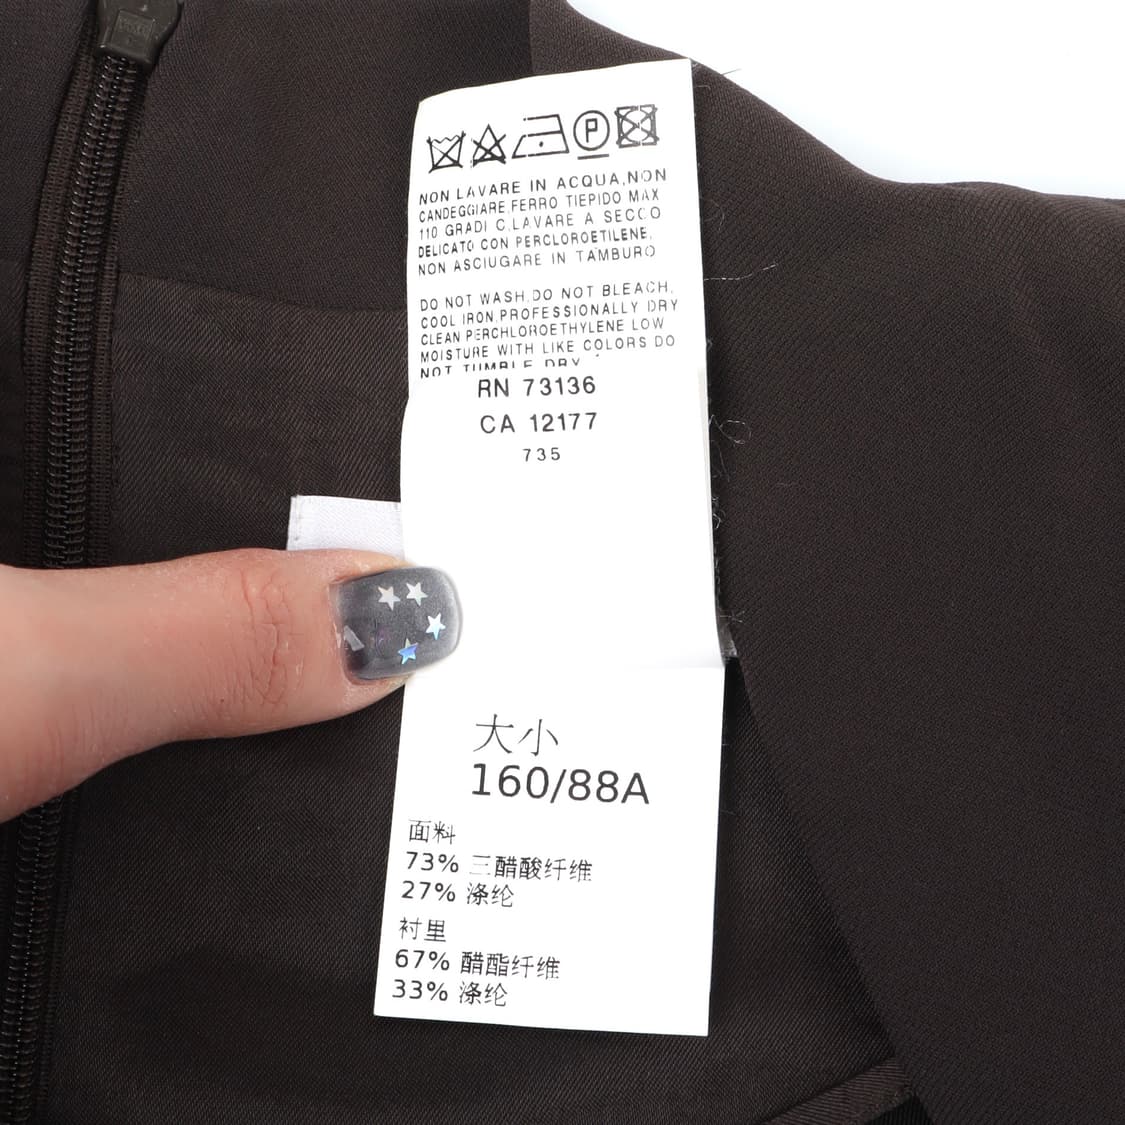 NON LAVARE IN ACQUA,NON
CANDEGGIARE,FERRO TIEPIDO MAX
110 GRADI C,LAVARE A SECCO
DELICATO CON PERCLOROETILENE,
NON ASCIUGARE IN TAMBURO
DO NOT WASH,DO NOT BLEACH,
COOL IRON,PROFESSIONALLY DRY
CLEAN PERCHLOROETHYLENE LOW
MOISTURE WITH LIKE COLORS DO
NOT TUMBLE DRY
RN 73136
CA 12177
735
大小
160/88A
面料
73% 三醋酸纤维
27% 涤纶
衬里
67% 醋酯纤维
33% 涤纶